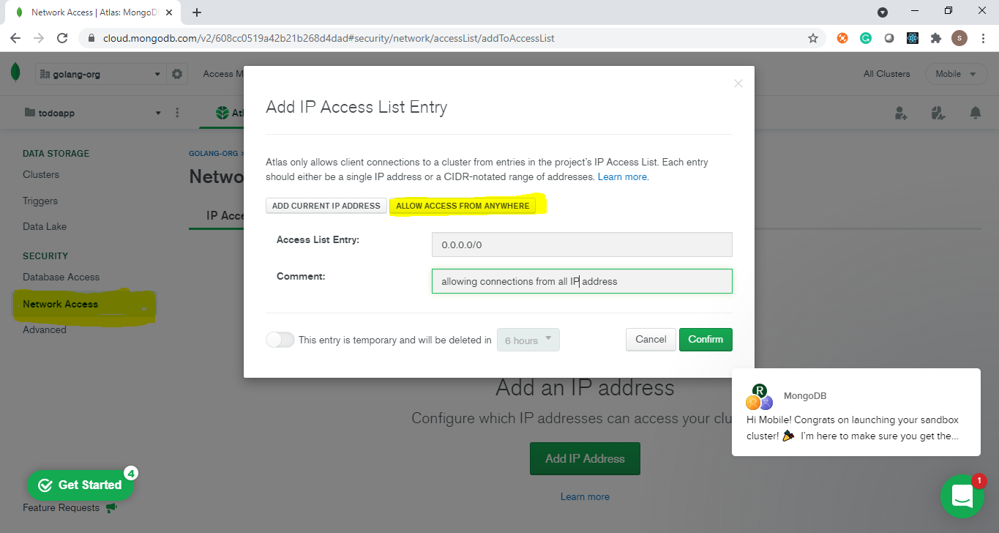 Network Access | Atlas: MongoD
cloud.mongodb.com/v2/608cc0519a42b21b268d4dad#security/network/accessList/addToAccessList
S
golang-org
Access M
All Clusters
Mobile
todoapp
Atl
DATA STORAGE
Clusters
Triggers
Data Lake
SECURITY
Database Access
Network Access
Advanced
GOLANG-ORG >
Netwo
IP Acce
Add IP Access List Entry
Atlas only allows client connections to a cluster from entries in the project's IP Access List. Each entry
should either be a single IP address or a CIDR-notated range of addresses. Learn more.
ADD CURRENT IP ADDRESS
ALLOW ACCESS FROM ANYWHERE
Access List Entry:
0.0.0.0/0
Comment:
allowing connections from all IP address
This entry is temporary and will be deleted in
6 hours
Cancel
Confirm
Add an IP address
Configure which IP addresses can access your clu
Add IP Address
Learn more
R
MongoDB
Hi Mobile! Congrats on launching your sandbox
cluster! 🎉 I'm here to make sure you get the...
Get Started
4
Feature Requests
1